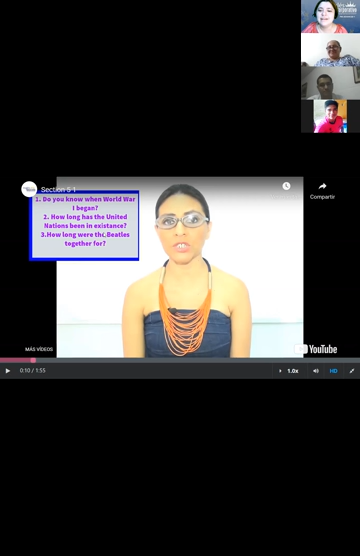 Section 5 1
1. Do you know when World War
I began?
2. How long has the United
Nations been in existance?
3.How long were the Beatles
together for?
Compartir
MÁS VÍDEOS
YouTube
0:10 / 1:55
1.0x
HD